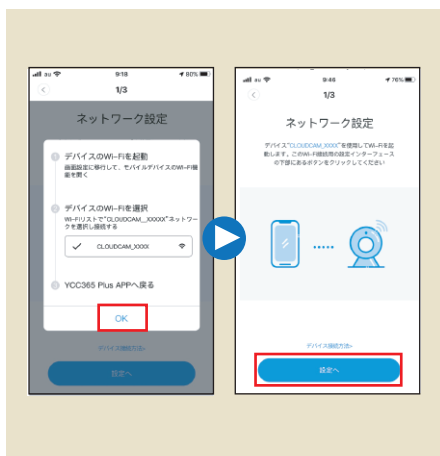 au 9:18 80%
1/3
ネットワーク設定
1 デバイスのWi-Fiを起動
画面設定に移行して、モバイルデバイスのWi-Fi機
能を開く
2 デバイスのWi-Fiを選択
Wi-Fiリストで"CLOUDCAM_XXXX"ネットワー
クを選択し接続する
CLOUDCAM_XXXX
3 YCC365 Plus APPへ戻る
OK
デバイス接続方法>
設定へ
au 9:46 76%
1/3
ネットワーク設定
デバイス"CLOUDCAM_XXXX"を使用してWi-Fiを起
動します。このWi-Fi接続用の設定インターフェース
の下部にあるボタンをクリックしてください
デバイス接続方法>
設定へ